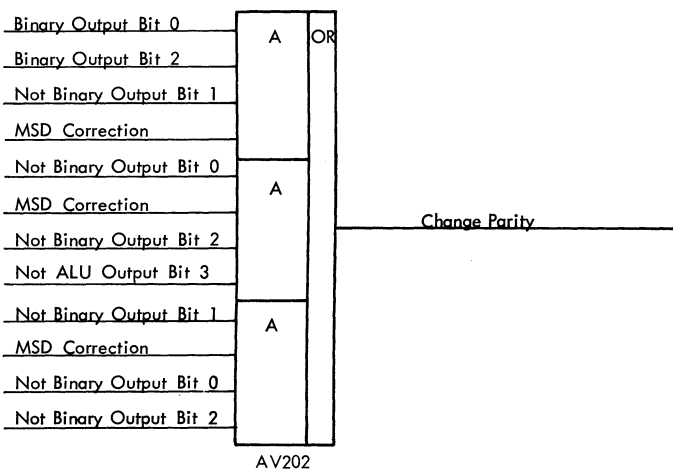 Binary Output Bit 0
A
OR
Binary Output Bit 2
Not Binary Output Bit 1
MSD Correction
Not Binary Output Bit 0
A
MSD Correction
Change Parity
Not Binary Output Bit 2
Not ALU Output Bit 3
Not Binary Output Bit 1
A
MSD Correction
Not Binary Output Bit 0
Not Binary Output Bit 2
AV202